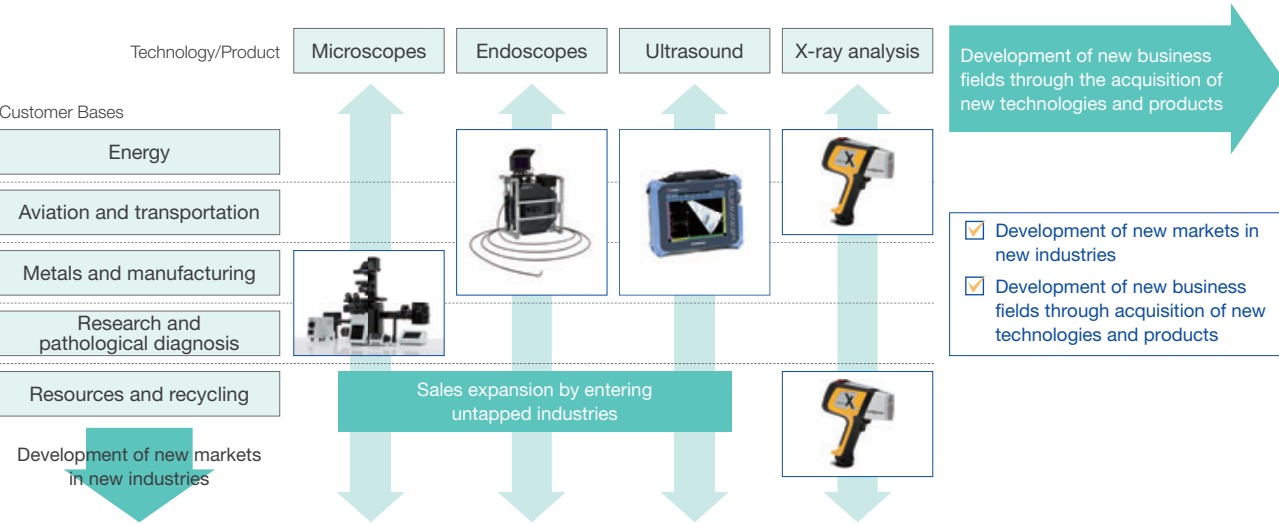 Technology/Product
Microscopes
Endoscopes
Ultrasound
X-ray analysis
Development of new business
fields through the acquisition of
new technologies and products
Customer Bases
Energy
Aviation and transportation
Metals and manufacturing
Research and
pathological diagnosis
Resources and recycling
Development of new markets
in new industries
Sales expansion by entering
untapped industries
Development of new markets in
new industries
Development of new business
fields through acquisition of new
technologies and products